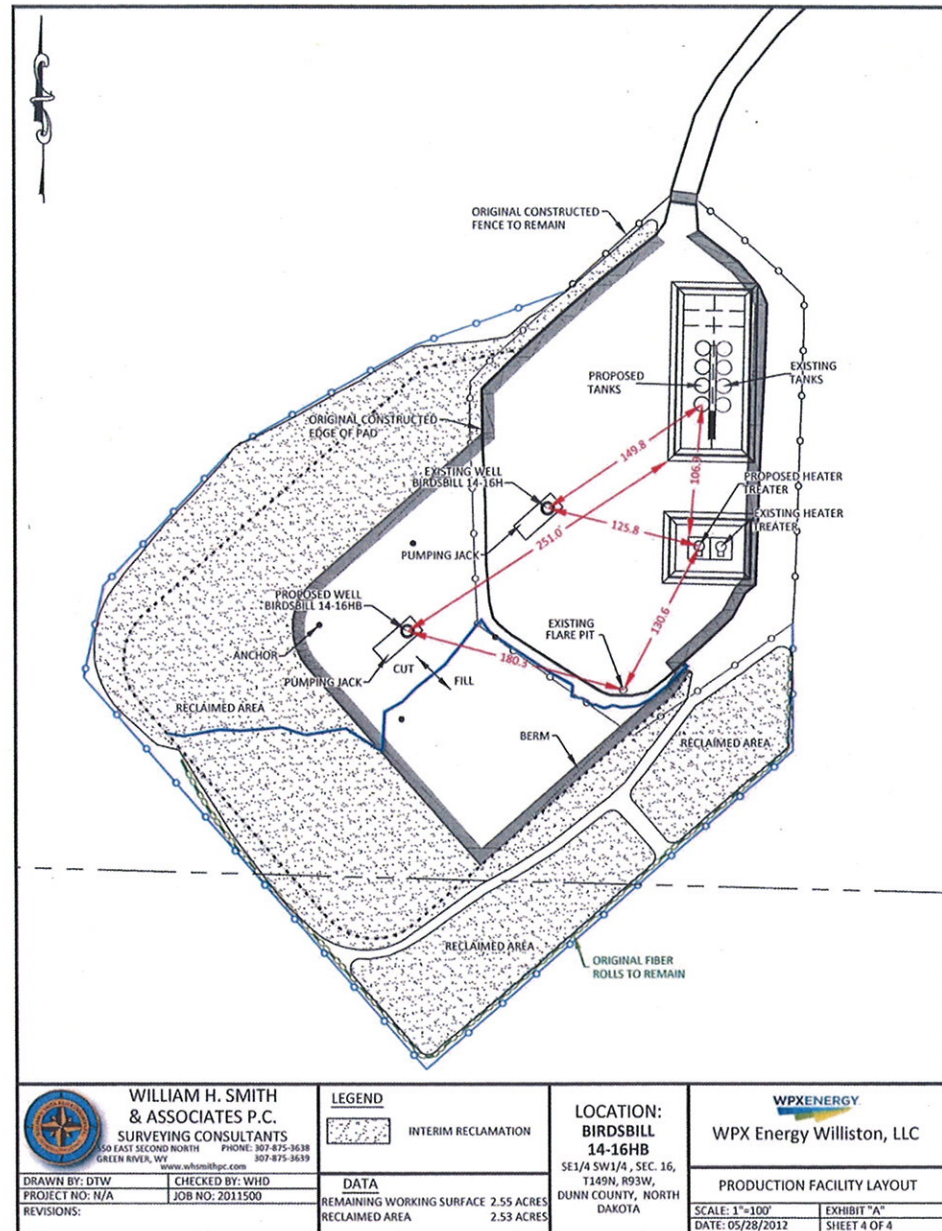 ORIGINAL CONSTRUCTED
FENCE TO REMAIN
PROPOSED
TANKS
EXISTING
TANKS
ORIGINAL CONSTRUCTED
EDGE OF PAD
149.8
EXISTING WELL
BIRDSBILL 14-16H
PROPOSED HEATER
TREATER
EXISTING HEATER
TREATER
125.8
251.0'
PUMPING JACK
PROPOSED WELL
BIRDSBILL 14-16HB
130.6
EXISTING
FLARE PIT
ANCHOR
180.3
PUMPING JACK
CUT
FILL
RECLAIMED AREA
BERM
RECLAIMED AREA
RECLAIMED AREA
ORIGINAL FIBER
ROLLS TO REMAIN
WILLIAM H. SMITH
& ASSOCIATES P.C.
SURVEYING CONSULTANTS
550 EAST SECOND NORTH PHONE: 307-875-3638
GREEN RIVER, WY 307-875-3639
www.whsmithpc.com
DRAWN BY: DTW CHECKED BY: WHD
PROJECT NO: N/A JOB NO: 2011500
REVISIONS:
LEGEND
INTERIM RECLAMATION
DATA
REMAINING WORKING SURFACE 2.55 ACRES
RECLAIMED AREA 2.53 ACRES
LOCATION:
BIRDSBILL
14-16HB
SE1/4 SW1/4 , SEC. 16,
T149N, R93W,
DUNN COUNTY, NORTH
DAKOTA
WPXENERGY
WPX Energy Williston, LLC
PRODUCTION FACILITY LAYOUT
SCALE: 1"=100' EXHIBIT "A"
DATE: 05/28/2012 SHEET 4 OF 4